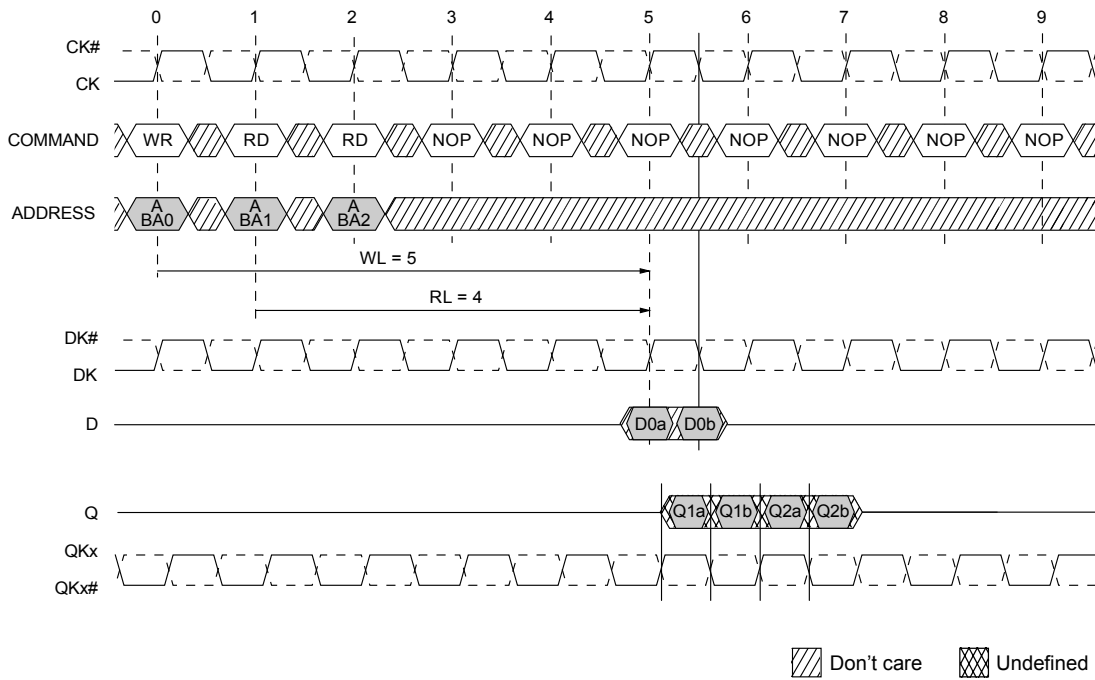 0 1 2 3 4 5 6 7 8 9
CK#
CK
COMMAND WR RD RD NOP NOP NOP NOP NOP NOP NOP
ADDRESS A BA0 A BA1 A BA2
WL = 5
RL = 4
DK#
DK
D D0a D0b
Q Q1a Q1b Q2a Q2b
QKx
QKx#
Don't care Undefined